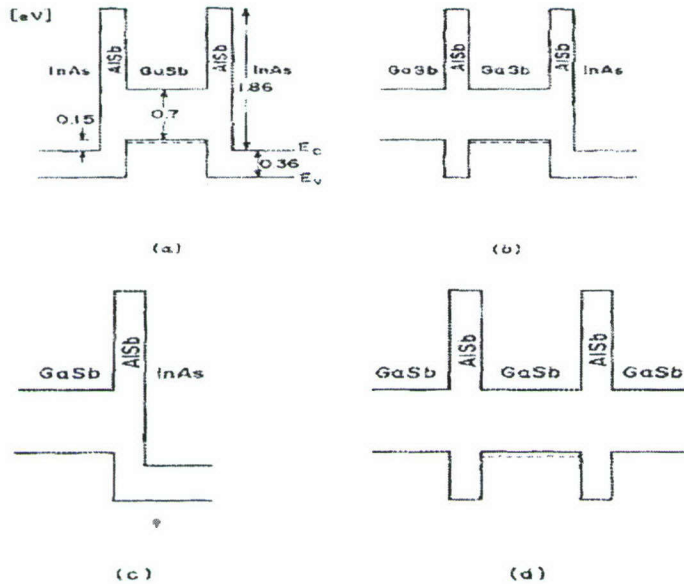 [eV]
InAs AlSb GaSb AlSb InAs
1.86
0.15
0.7
Ec
0.36
Ev
(a)
GaSb AlSb GaSb AlSb InAs
(b)
GaSb AlSb InAs
(c)
GaSb AlSb GaSb AlSb GaSb
(d)